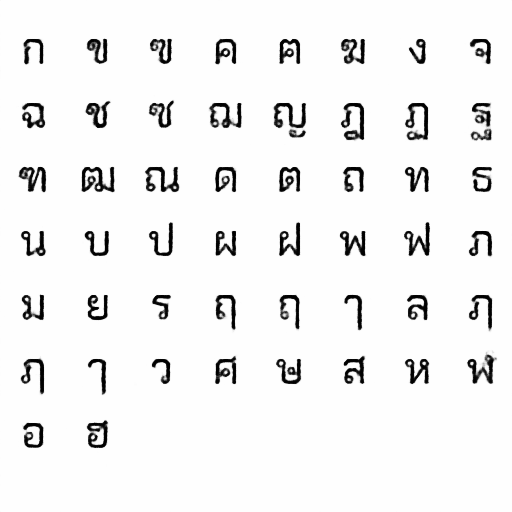 ก ข ฃ ค ฅ ฆ ง จ
ฉ ช ซ ฌ ญ ฎ ฏ ฐ
ฑ ฒ ณ ด ต ถ ท ธ
น บ ป ผ ฝ พ ฟ ภ
ม ย ร ฤ ฤ ๅ ล ฦ
ฦ ๅ ว ศ ษ ส ห ฬ
อ ฮ